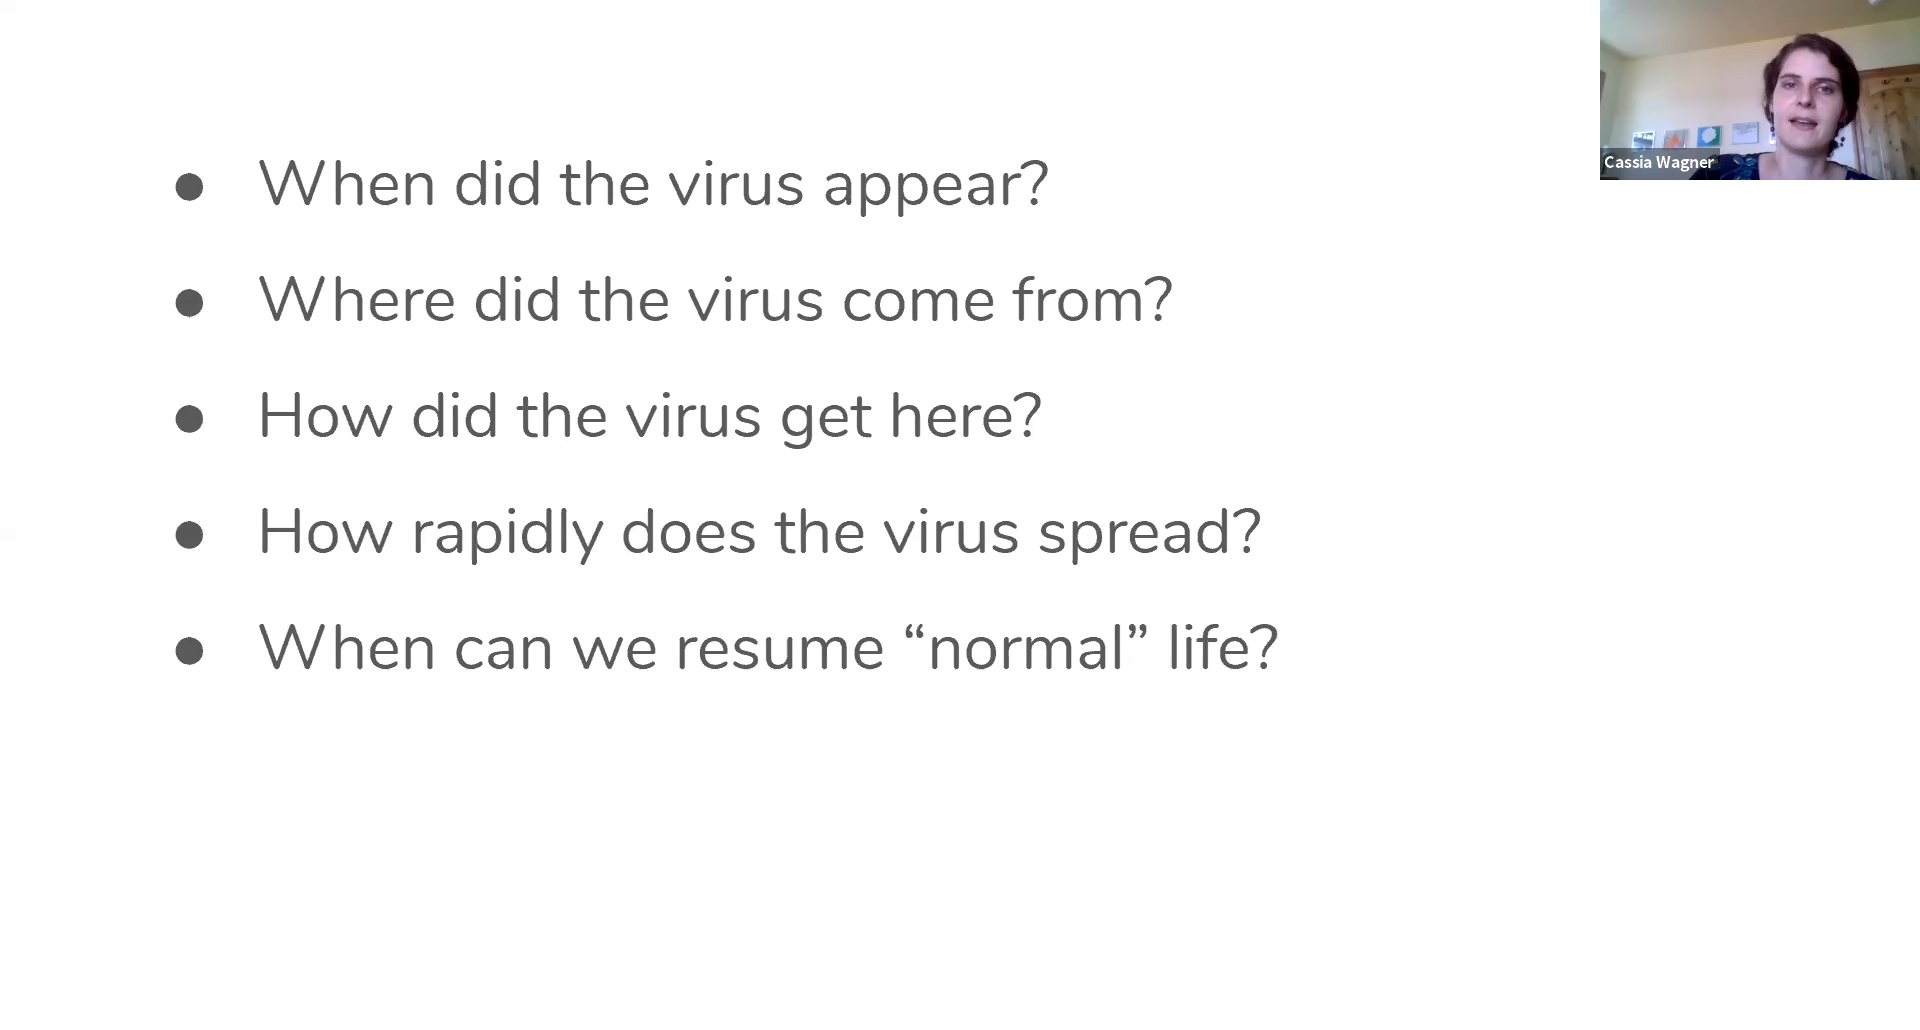 ● When did the virus appear?
● Where did the virus come from?
● How did the virus get here?
● How rapidly does the virus spread?
● When can we resume “normal” life?
Cassia Wagner